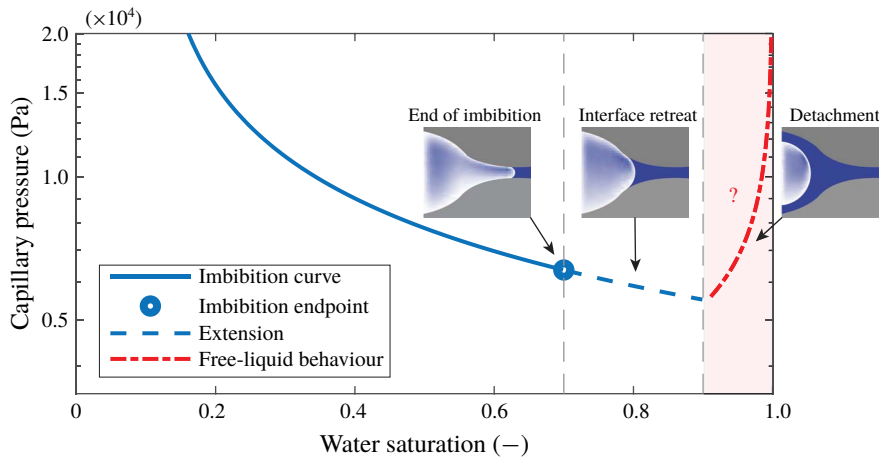 (×10⁴)
2.0
1.5
1.0
0.5
Capillary pressure (Pa)
End of imbibition
Interface retreat
Detachment
?
Imbibition curve
Imbibition endpoint
Extension
Free-liquid behaviour
0
0.2
0.4
0.6
0.8
1.0
Water saturation (−)